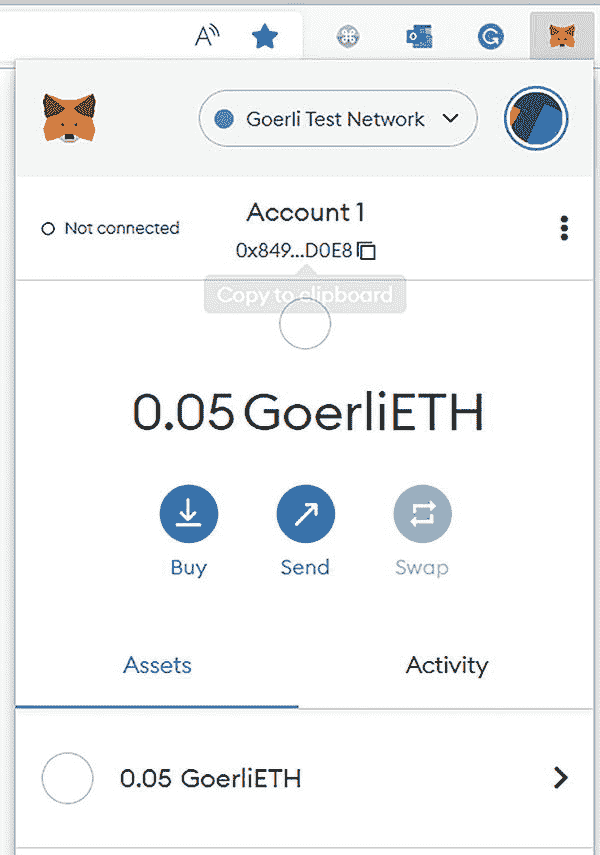 Goerli Test Network
Not connected
Account 1
0x849...D0E8
Copy to clipboard
0.05 GoerliETH
Buy
Send
Swap
Assets
Activity
0.05 GoerliETH